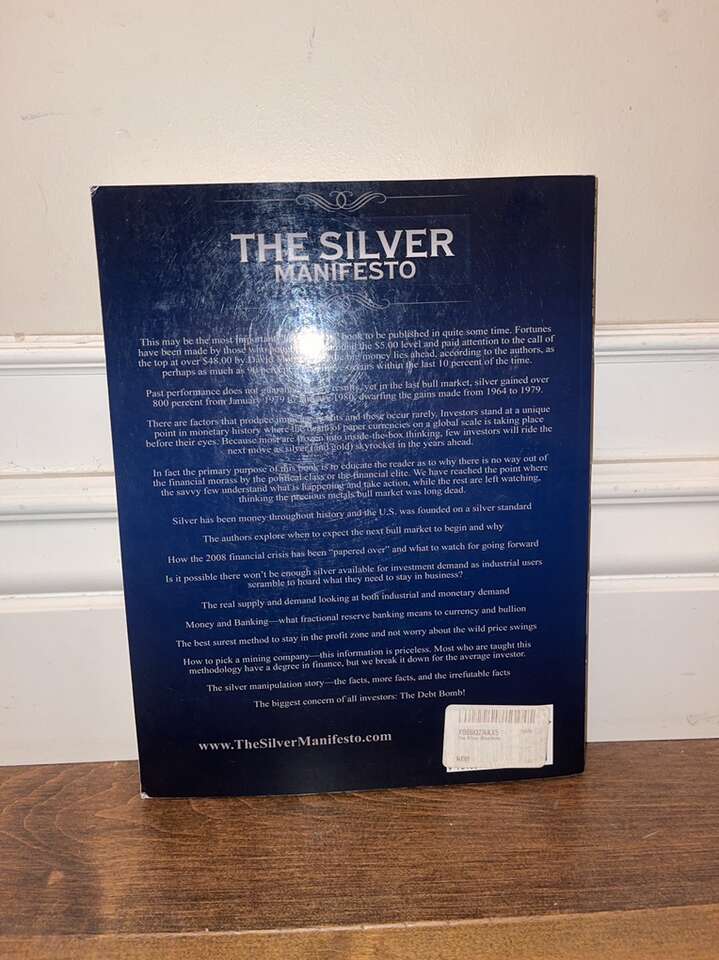 THE SILVER
MANIFESTO
This may be the most important book to be published in quite some time. Fortunes
have been made by those who the $5.00 level and paid attention to the call of
the top at over $48.00 by David money lies ahead, according to the authors, as
perhaps as much as 90 percent within the last 10 percent of the time.
Past performance does not guarantee results, yet in the last bull market, silver gained over
800 percent from January 1979 to 1980, dwarfing the gains made from 1964 to 1979.
There are factors that produce profits and these occur rarely. Investors stand at a unique
point in monetary history where the death of paper currencies on a global scale is taking place
before their eyes. Because most are frozen into inside-the-box thinking, few investors will ride the
next move as silver (and gold) skyrocket in the years ahead.
In fact the primary purpose of this book is to educate the reader as to why there is no way out of
the financial morass by the political class or the financial elite. We have reached the point where
the savvy few understand what is happening and take action, while the rest are left watching,
thinking the precious metals bull market was long dead.
Silver has been money throughout history and the U.S. was founded on a silver standard
The authors explore when to expect the next bull market to begin and why
How the 2008 financial crisis has been “papered over” and what to watch for going forward
Is it possible there won’t be enough silver available for investment demand as industrial users
scramble to hoard what they need to stay in business?
The real supply and demand looking at both industrial and monetary demand
Money and Banking—what fractional reserve banking means to currency and bullion
The best surest method to stay in the profit zone and not worry about the wild price swings
How to pick a mining company—this information is priceless. Most who are taught this
methodology have a degree in finance, but we break it down for the average investor.
The silver manipulation story—the facts, more facts, and the irrefutable facts
The biggest concern of all investors: The Debt Bomb!
www.TheSilverManifesto.com
The Silver Manifesto